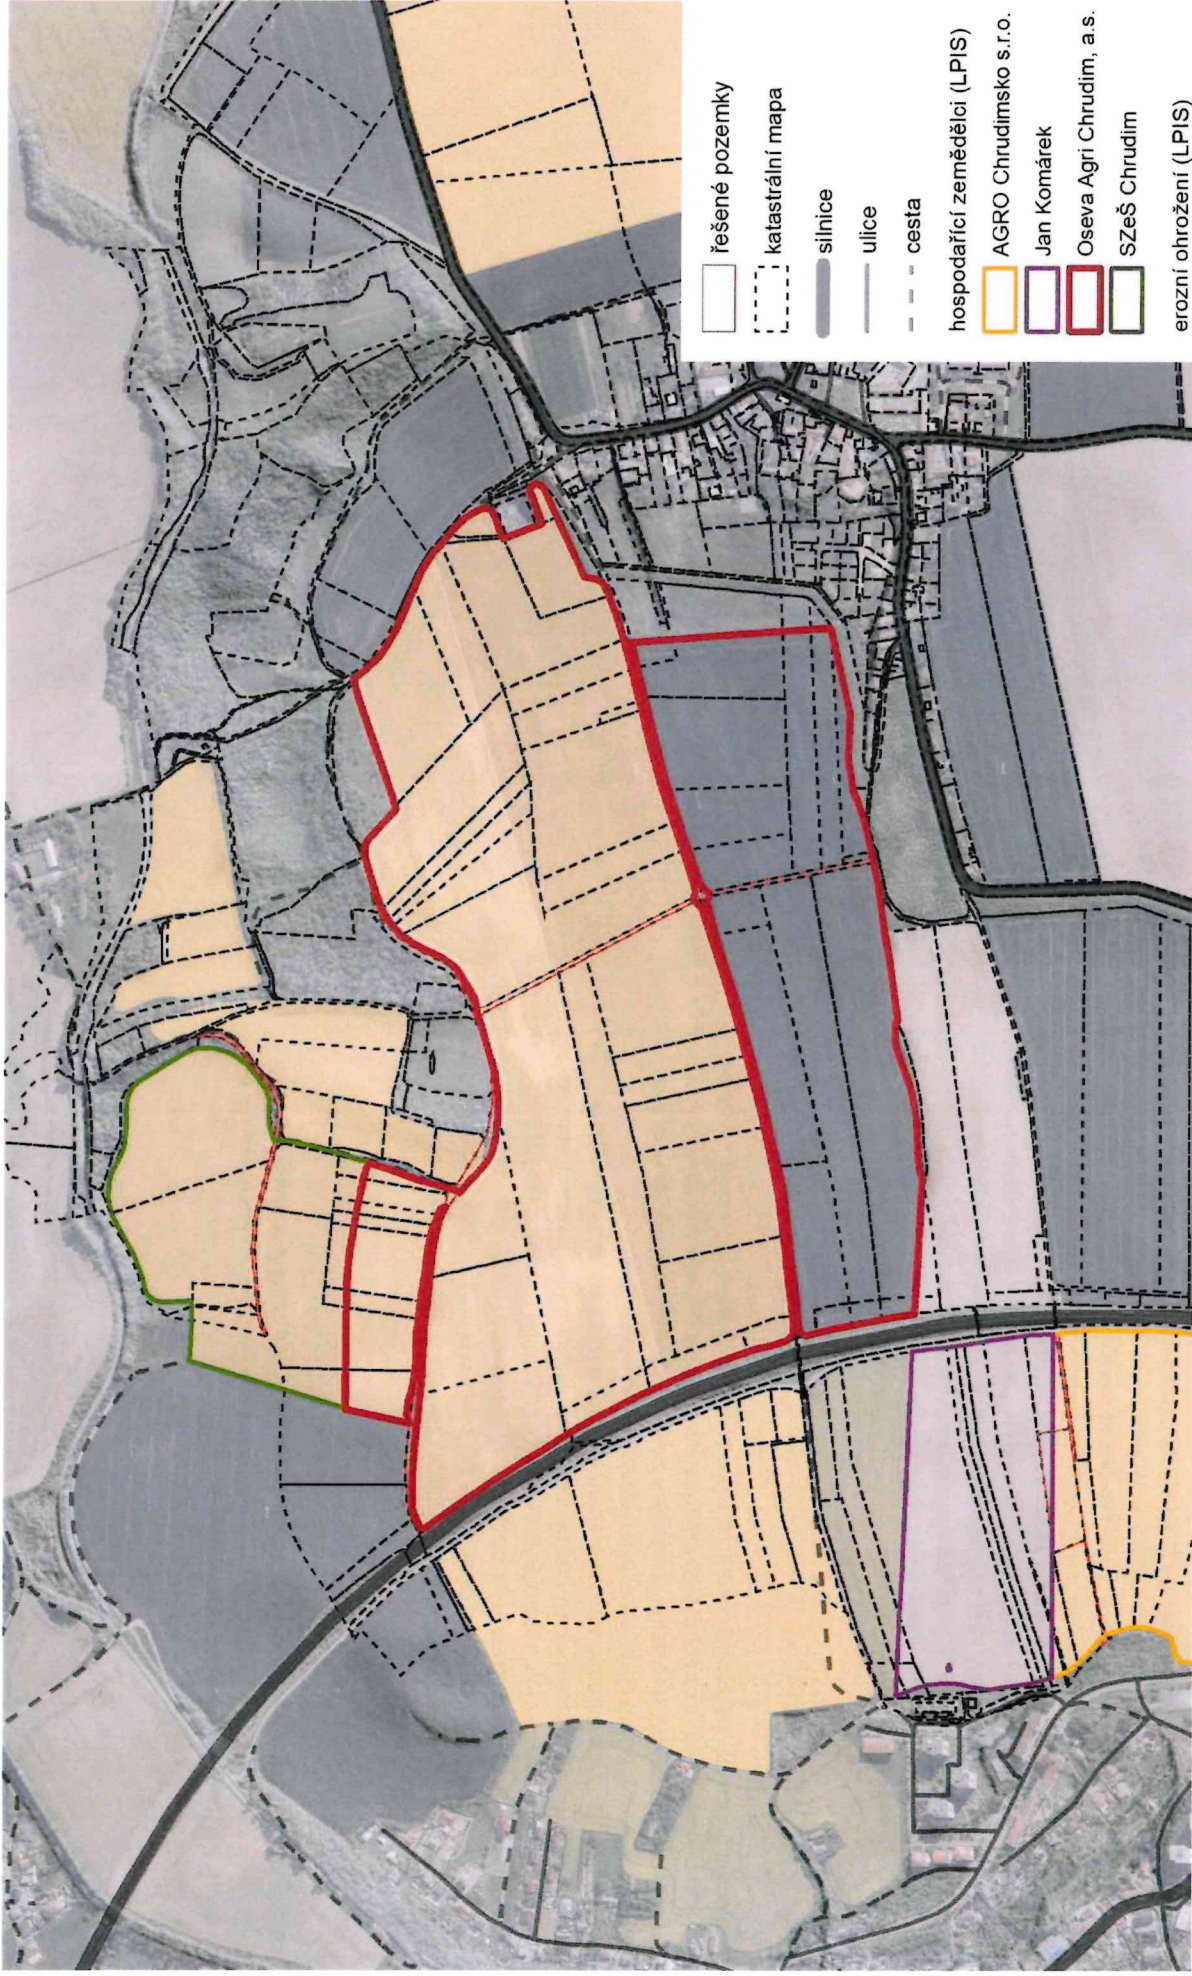 řešené pozemky
katastrální mapa
silnice
ulice
cesta
hospodařící zemědělci (LPIS)
AGRO Chrudimsko s.r.o.
Jan Komárek
Oseva Agri Chrudim, a.s.
SZeŠ Chrudim
erozní ohrožení (LPIS)